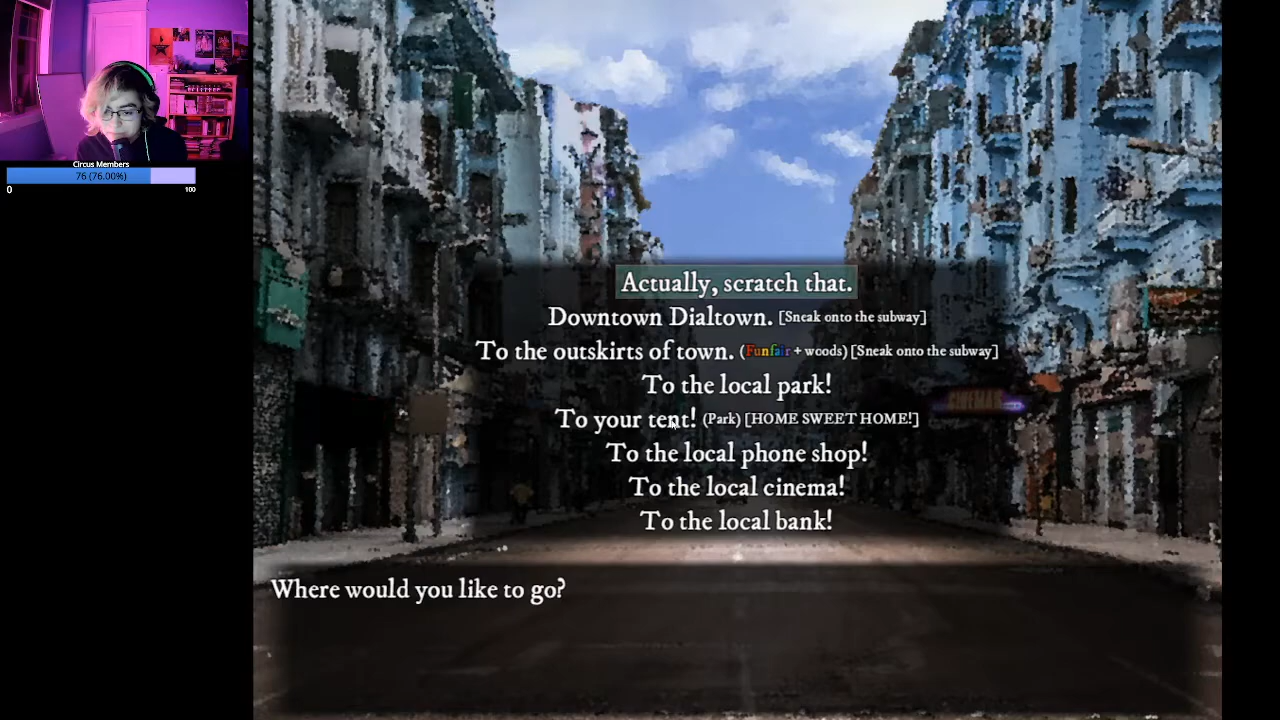 Circus Members
76 (76.00%)
0
100
Actually, scratch that.
Downtown Dialtown. [Sneak onto the subway]
To the outskirts of town. (Funfair + woods) [Sneak onto the subway]
To the local park!
To your tent! (Park) [HOME SWEET HOME!]
CINEMAS
To the local phone shop!
To the local cinema!
To the local bank!
Where would you like to go?